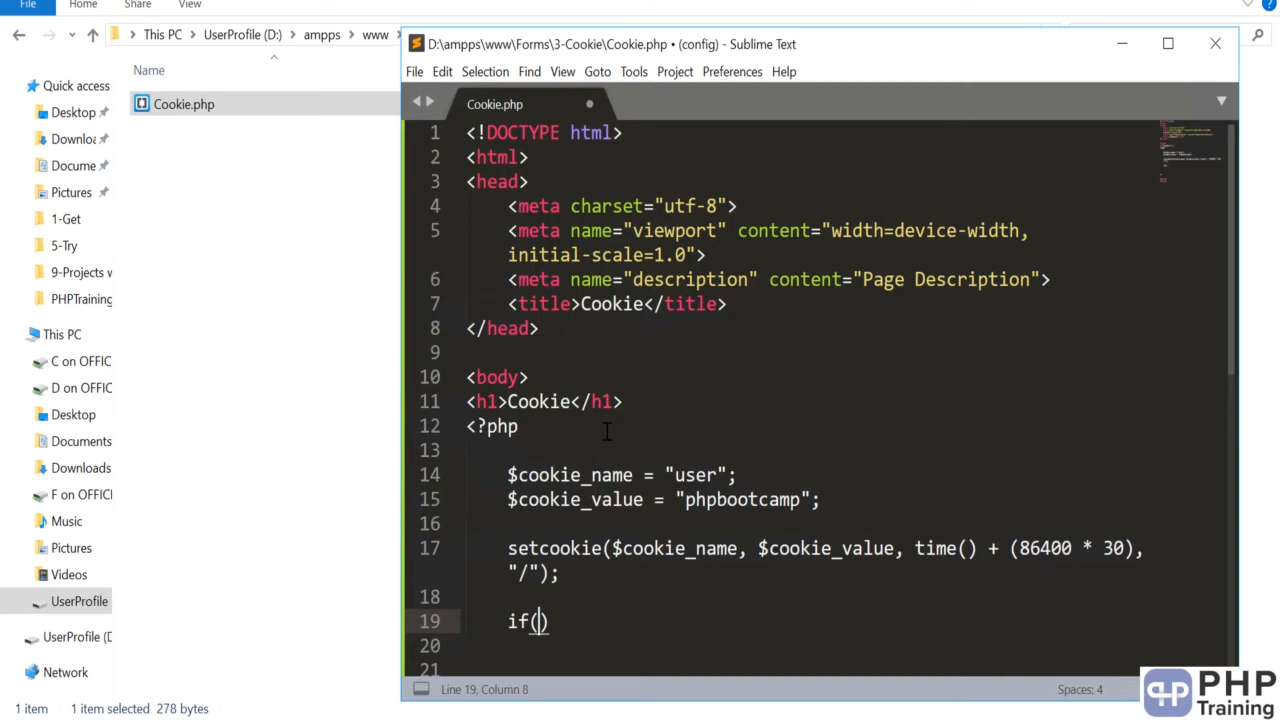 File Home Share View
This PC UserProfile (D:) ampps www
D:\ampps\www\Forms\3-Cookie\Cookie.php • (config) - Sublime Text
File Edit Selection Find View Goto Tools Project Preferences Help
Name
Quick access
Desktop
Downloa
Docume
Pictures
1-Get
5-Try
9-Projects w
PHPTraining
This PC
C on OFFIC
D on OFFIC
Desktop
Documents
Downloads
F on OFFIC
Music
Pictures
Videos
UserProfile
UserProfile (D
Network
Cookie.php
Cookie.php
1 <!DOCTYPE html>
2 <html>
3 <head>
4 <meta charset="utf-8">
5 <meta name="viewport" content="width=device-width,
initial-scale=1.0">
6 <meta name="description" content="Page Description">
7 <title>Cookie</title>
8 </head>
9
10 <body>
11 <h1>Cookie</h1>
12 <?php
13
14 $cookie_name = "user";
15 $cookie_value = "phpbootcamp";
16
17 setcookie($cookie_name, $cookie_value, time() + (86400 * 30),
"/");
18
19 if()
20
21
Line 19, Column 8
Spaces: 4
1 item 1 item selected 278 bytes
php
PHP
Training